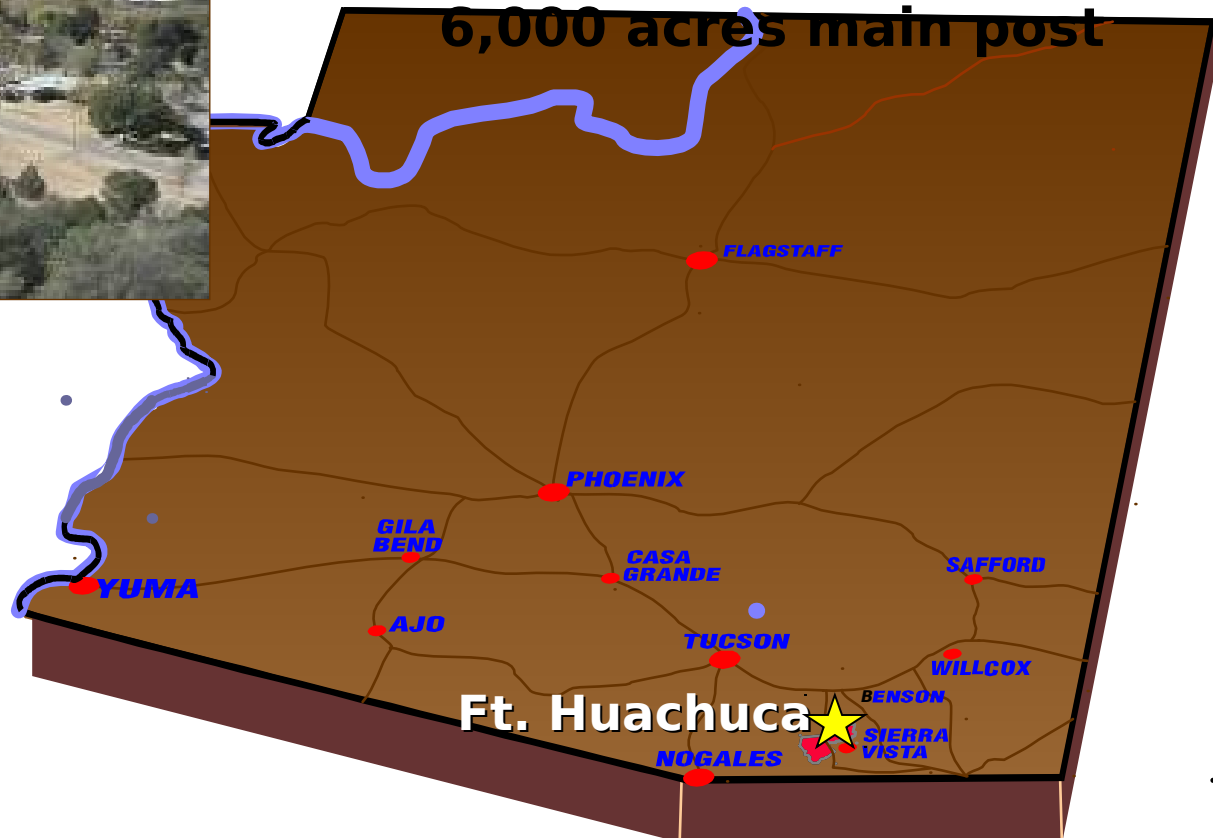 6,000 acres main post
FLAGSTAFF
PHOENIX
GILA
BEND
CASA
GRANDE
SAFFORD
YUMA
AJO
TUCSON
WILLCOX
BENSON
Ft. Huachuca
SIERRA
VISTA
NOGALES